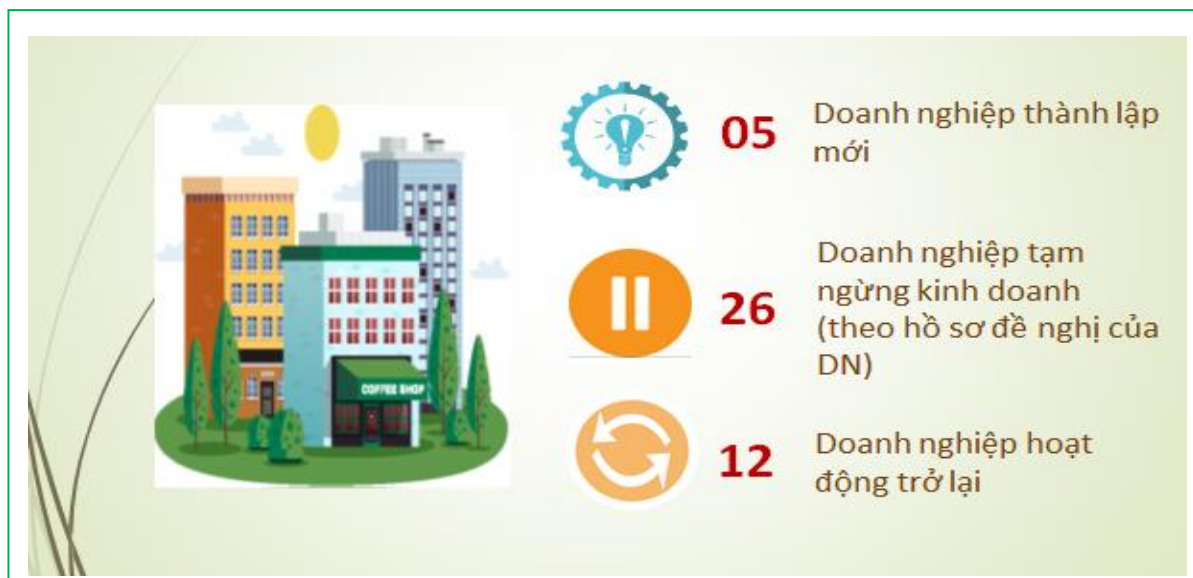 05
Doanh nghiệp thành lập
mới
26
Doanh nghiệp tạm
ngừng kinh doanh
(theo hồ sơ đề nghị của
DN)
COFFEE SHOP
12
Doanh nghiệp hoạt
động trở lại